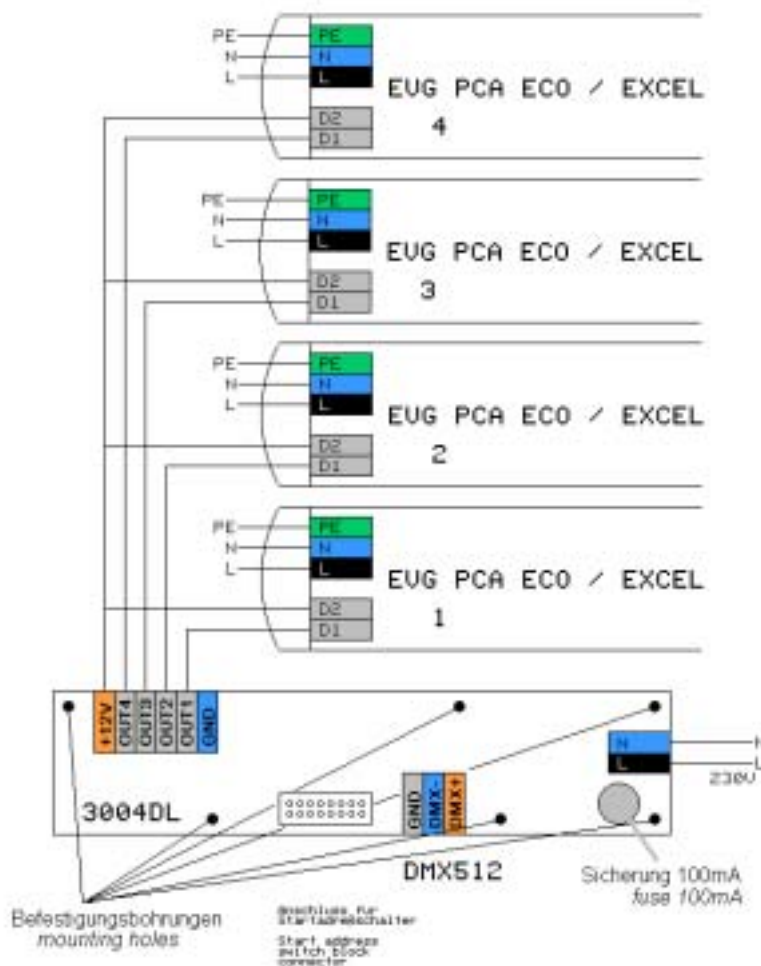 PE
PE
N
N
L
L
EVG PCA ECO / EXCEL
D2
4
D1
PE
PE
N
N
L
L
EVG PCA ECO / EXCEL
D2
3
D1
PE
PE
N
N
L
L
EVG PCA ECO / EXCEL
D2
2
D1
PE
PE
N
N
L
L
EVG PCA ECO / EXCEL
D2
1
D1
+12V
OUT4
OUT3
OUT2
OUT1
GND
N
N
L
L
230V
3004DL
GND
DMX-
DMX+
DMX512
Sicherung 100mA
fuse 100mA
Befestigungsbohrungen
mounting holes
Anschluss für
Startadreßschalter
Start address
switch block
connector